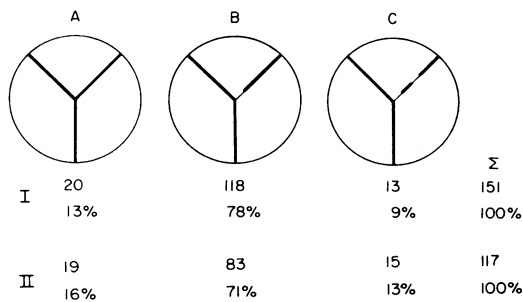 A B C
Σ
I 20 118 13 151
13% 78% 9% 100%
II 19 83 15 117
16% 71% 13% 100%